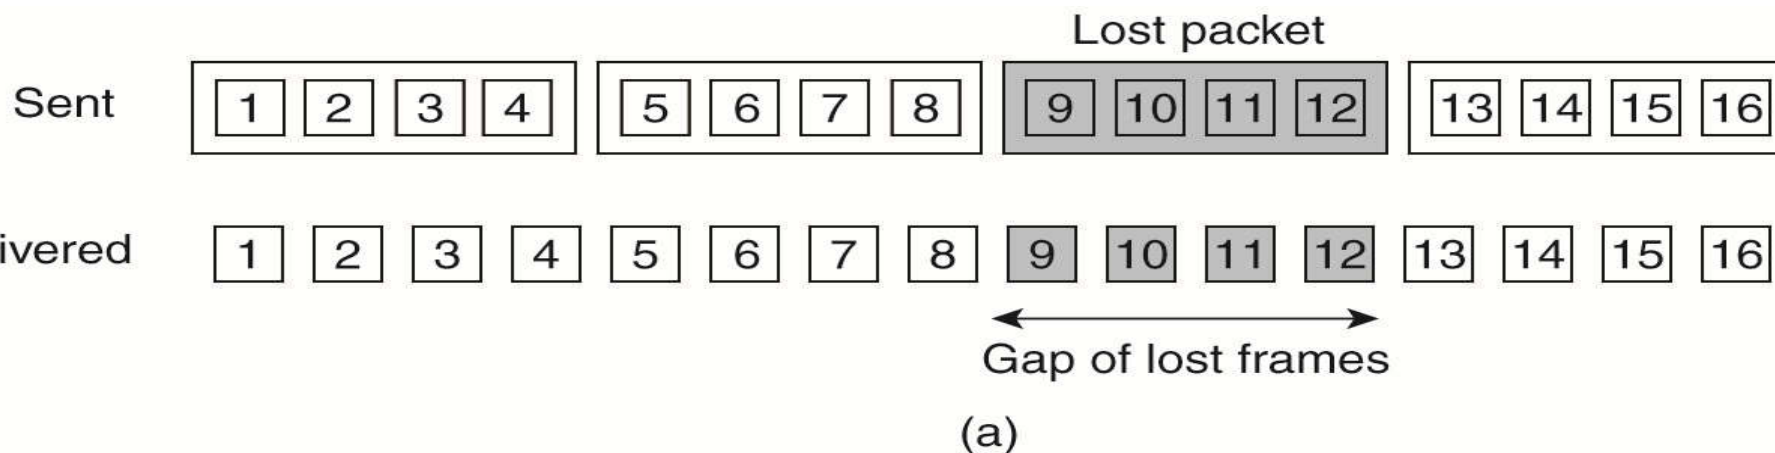 Lost packet
Sent 1 2 3 4 5 6 7 8 9 10 11 12 13 14 15 16
ivered 1 2 3 4 5 6 7 8 9 10 11 12 13 14 15 16
Gap of lost frames
(a)